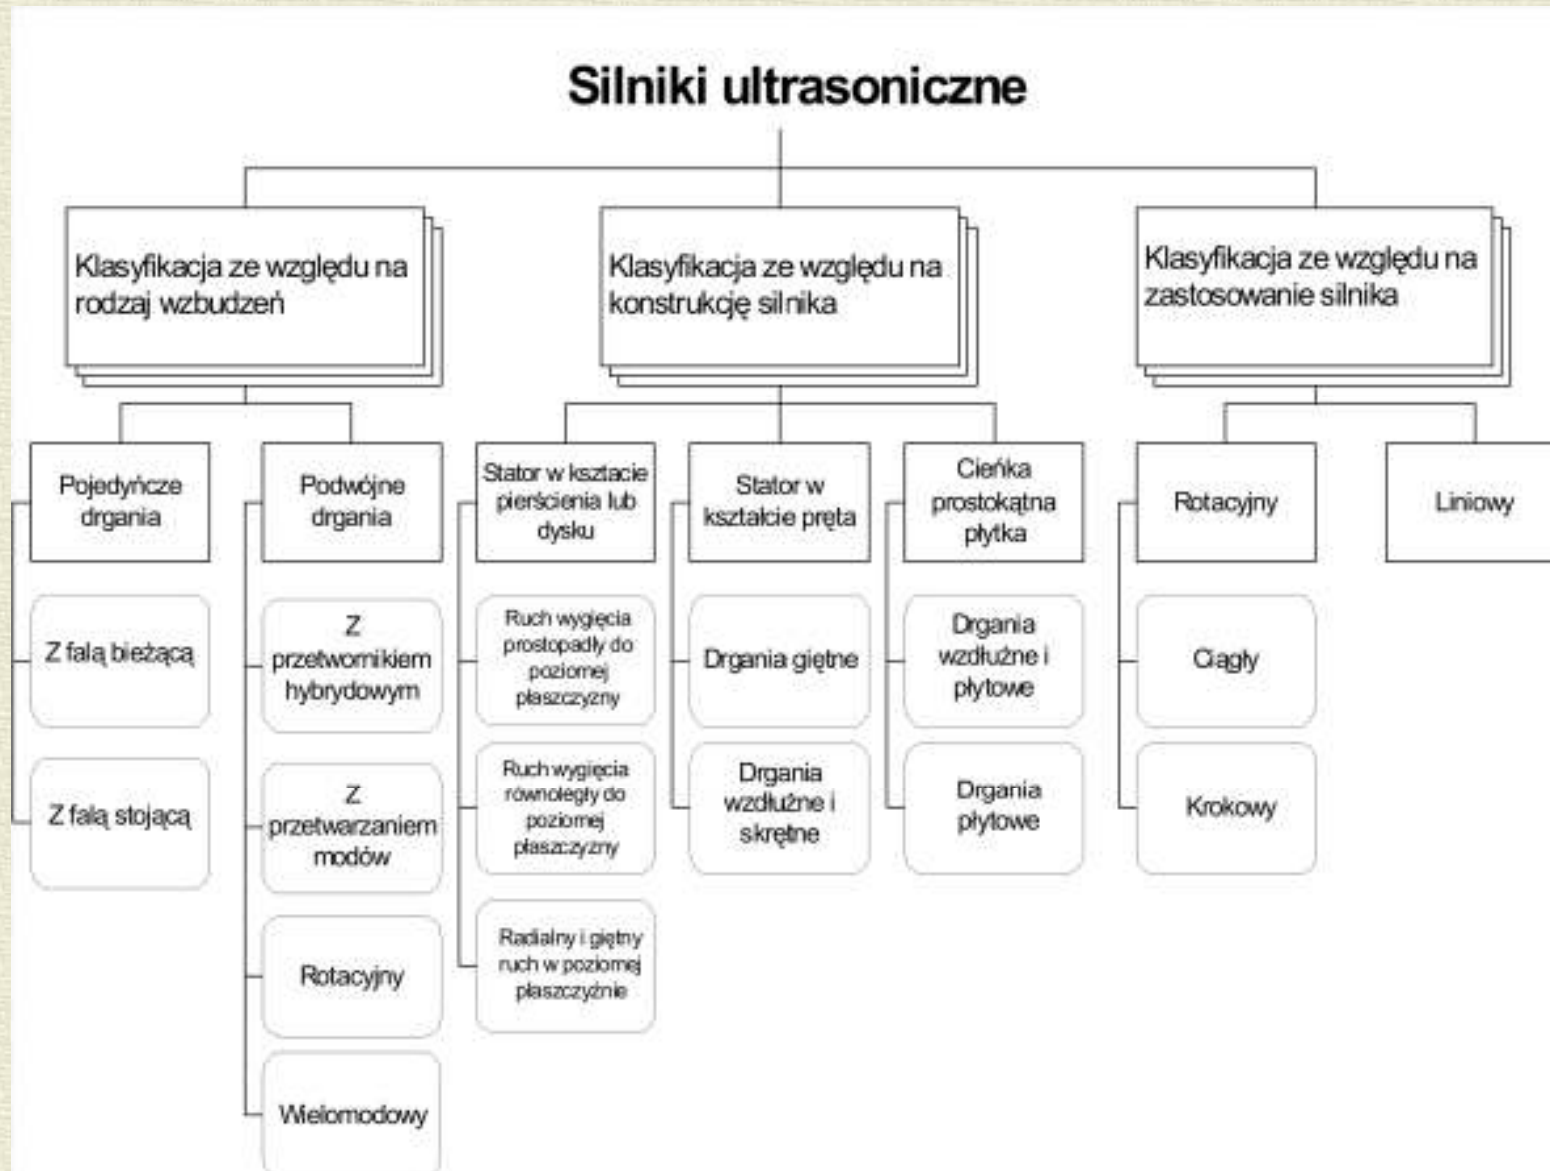 Silniki ultrasoniczne
Klasyfikacja ze względu na
rodzaj wzbudzeń
Klasyfikacja ze względu na
konstrukcję silnika
Klasyfikacja ze względu na
zastosowanie silnika
Pojedyńcze
drgania
Podwójne
drgania
Stator w ksztacie
pierścienia lub
dysku
Stator w
kształcie pręta
Cieńka
prostokątna
płytka
Rotacyjny
Liniowy
Z falą bieżącą
Z falą stojącą
Z
przetwornikiem
hybrydowym
Z
przetwarzaniem
modów
Rotacyjny
Wielomodowy
Ruch wygięcia
prostopadły do
poziomej
płaszczyzny
Ruch wygięcia
równoległy do
poziomej
płaszczyzny
Radialny i giętny
ruch w poziomej
płaszczyźnie
Drgania giętne
Drgania
wzdłużne i
skrętne
Drgania
wzdłużne i
płytowe
Drgania
płytowe
Ciągły
Krokowy